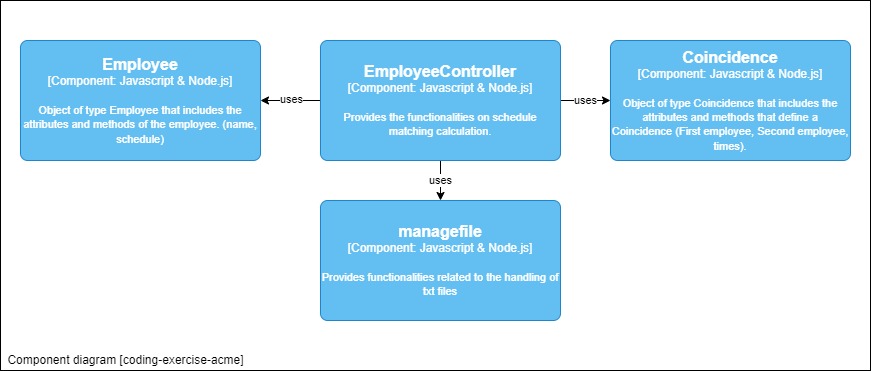 Employee
[Component: Javascript & Node.js]
Object of type Employee that includes the
attributes and methods of the employee. (name,
schedule)
uses
EmployeeController
[Component: Javascript & Node.js]
Provides the functionalities on schedule
matching calculation.
uses
Coincidence
[Component: Javascript & Node.js]
Object of type Coincidence that includes the
attributes and methods that define a
Coincidence (First employee, Second employee,
times).
uses
managefile
[Component: Javascript & Node.js]
Provides functionalities related to the handling of
txt files
Component diagram [coding-exercise-acme]